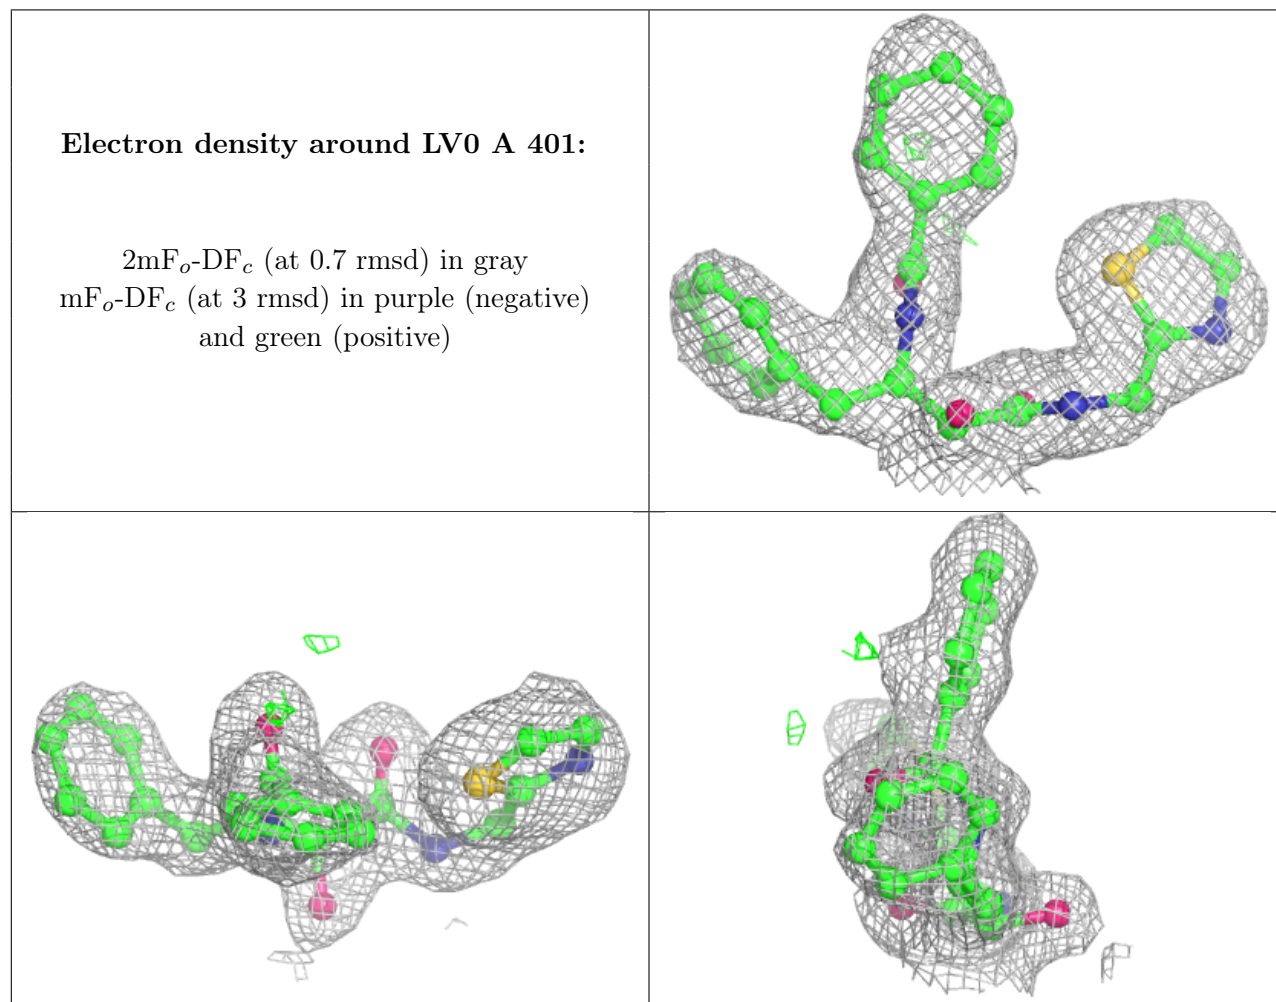 Electron density around LV0 A 401:
2mFo-DFc (at 0.7 rmsd) in gray
mFo-DFc (at 3 rmsd) in purple (negative)
and green (positive)